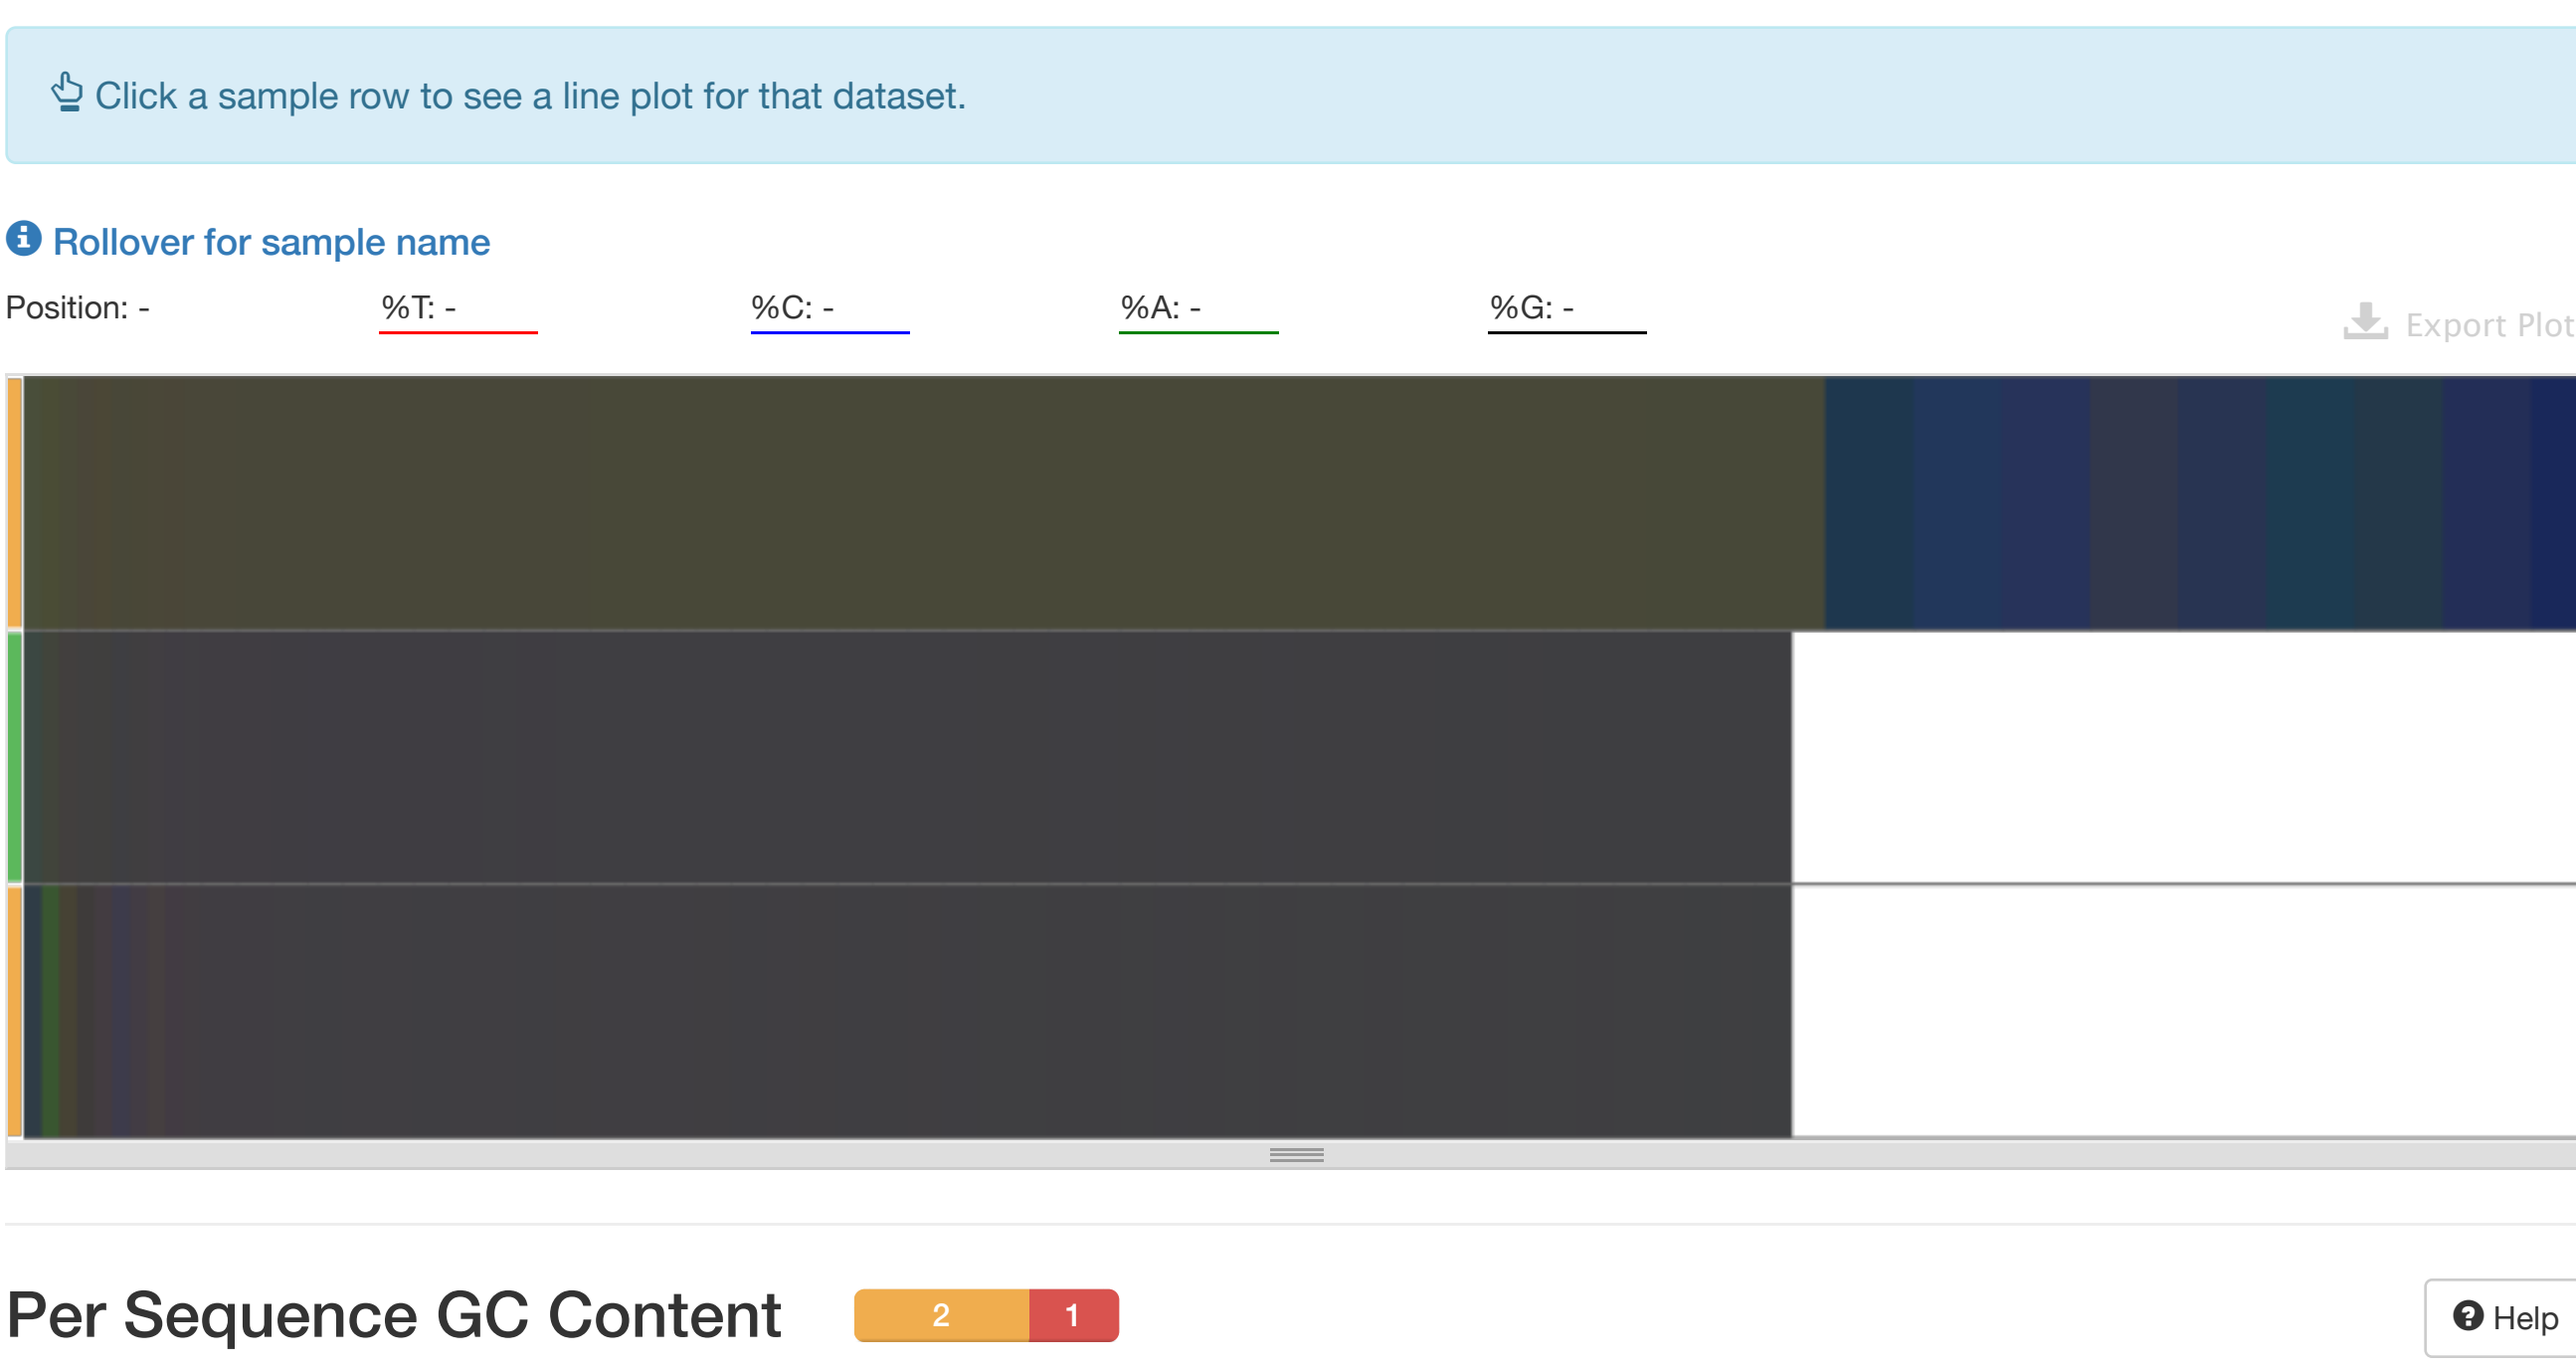 Click a sample row to see a line plot for that dataset.
Rollover for sample name
Position: - %T: - %C: - %A: - %G: - Export Plot
Per Sequence GC Content 2 1 Help